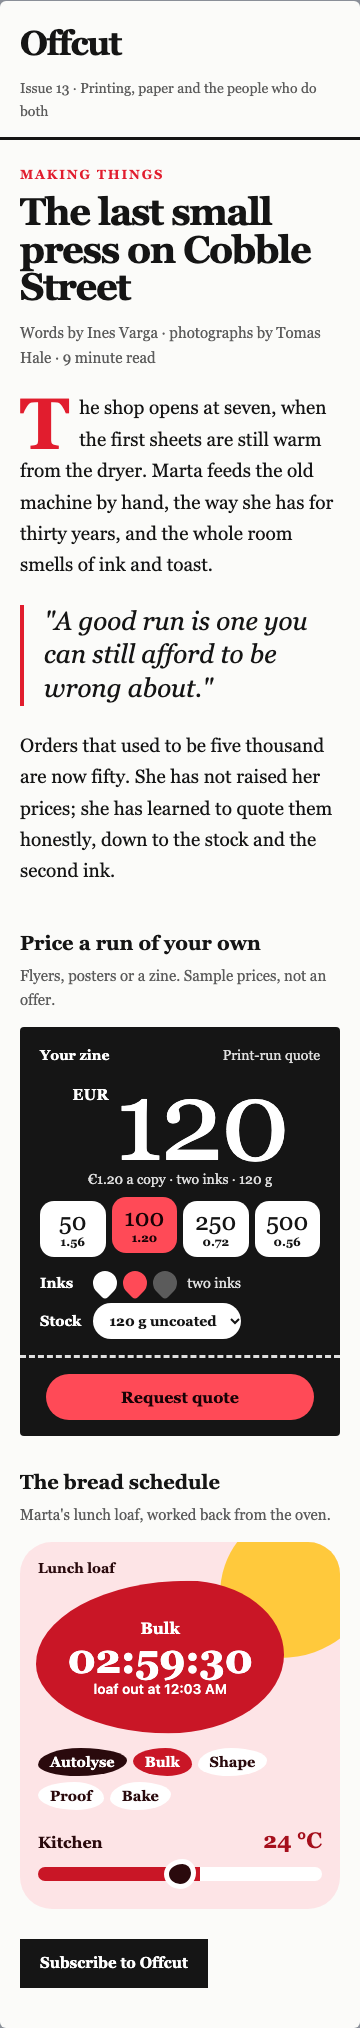 Offcut
Issue 13 · Printing, paper and the people who do
both
MAKING THINGS
The last small
press on Cobble
Street
Words by Ines Varga · photographs by Tomas
Hale · 9 minute read
The shop opens at seven, when
the first sheets are still warm
from the dryer. Marta feeds the old
machine by hand, the way she has for
thirty years, and the whole room
smells of ink and toast.
"A good run is one you
can still afford to be
wrong about."
Orders that used to be five thousand
are now fifty. She has not raised her
prices; she has learned to quote them
honestly, down to the stock and the
second ink.
Price a run of your own
Flyers, posters or a zine. Sample prices, not an
offer.
Your zine Print-run quote
EUR 120
€1.20 a copy · two inks · 120 g
50 100 250 500
1.56 1.20 0.72 0.56
Inks two inks
Stock 120 g uncoated
Request quote
The bread schedule
Marta's lunch loaf, worked back from the oven.
Lunch loaf
Bulk
02:59:30
loaf out at 12:03 AM
Autolyse Bulk Shape
Proof Bake
Kitchen 24 °C
Subscribe to Offcut